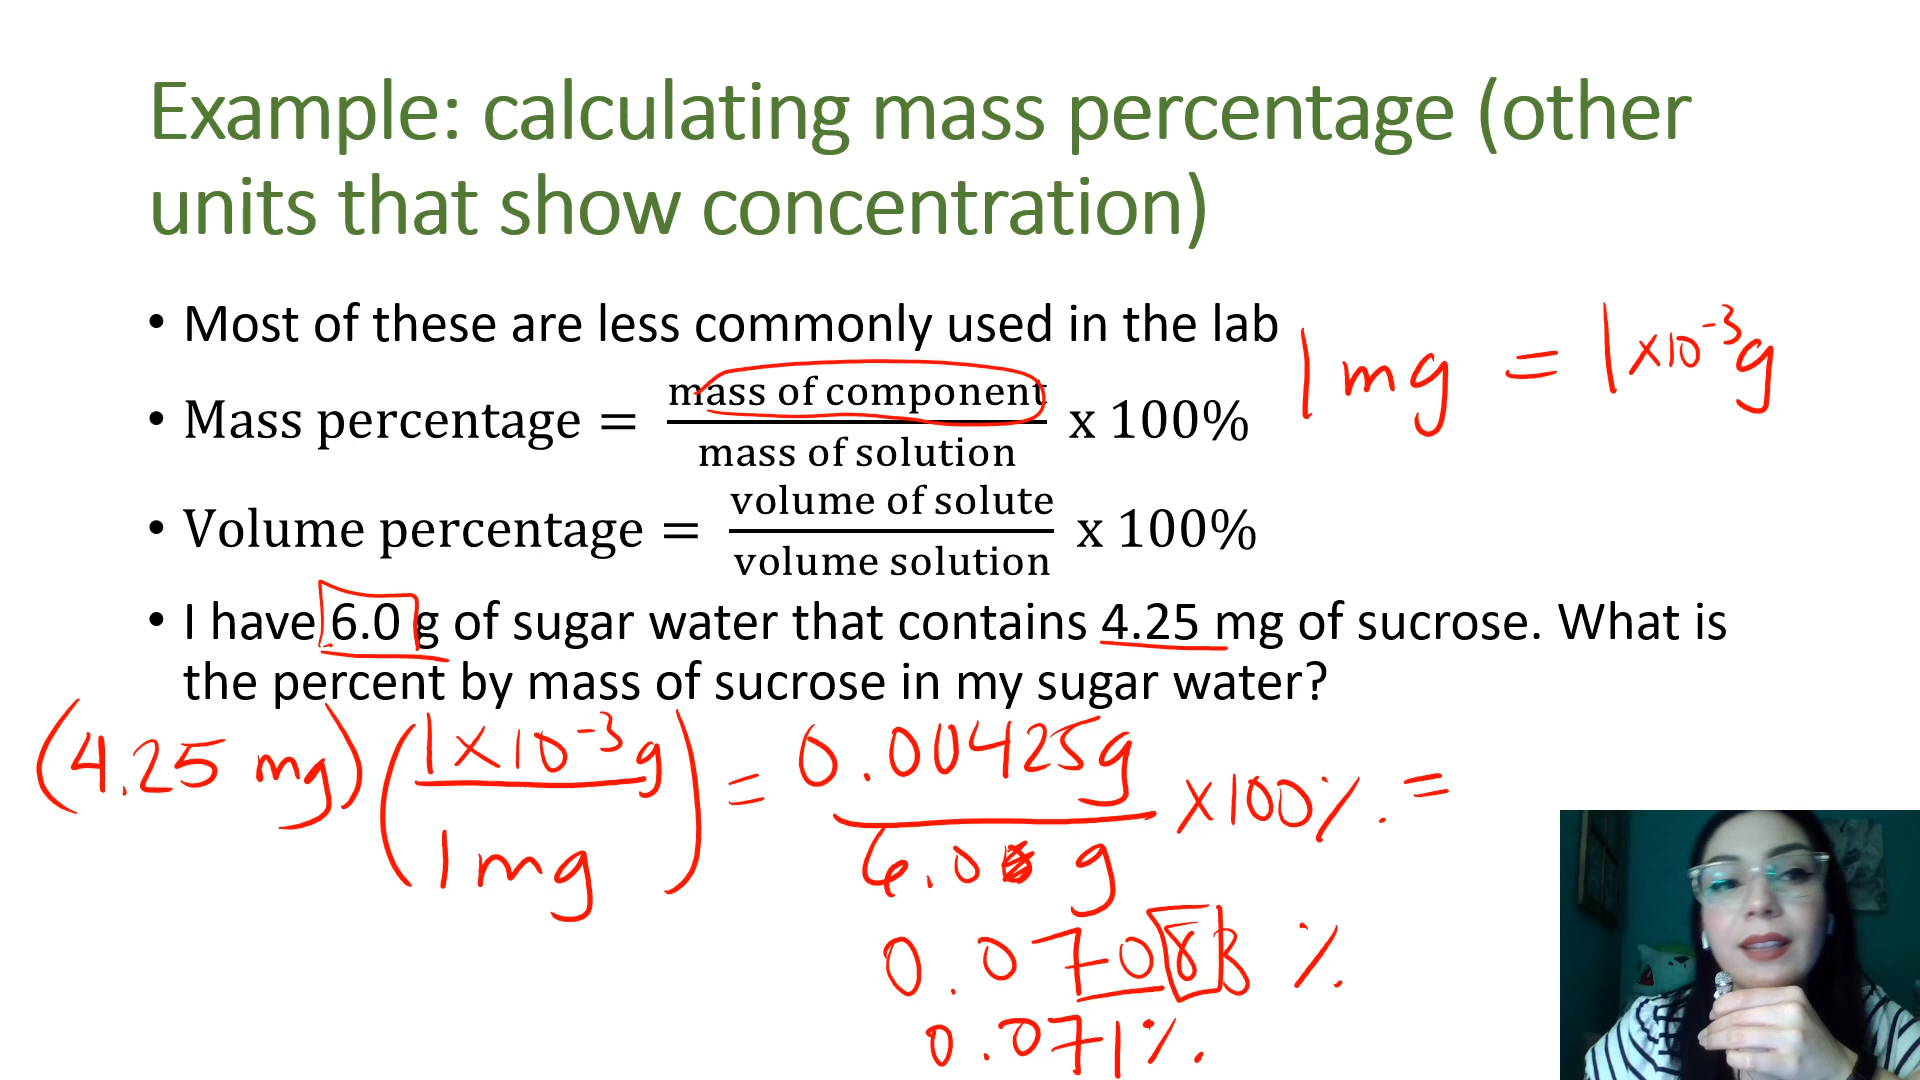 Example: calculating mass percentage (other
units that show concentration)
• Most of these are less commonly used in the lab
1 mg = 1x10⁻³g
• Mass percentage = mass of component / mass of solution x 100%
• Volume percentage = volume of solute / volume solution x 100%
• I have 6.0 g of sugar water that contains 4.25 mg of sucrose. What is
the percent by mass of sucrose in my sugar water?
(4.25 mg) (1x10⁻³g / 1mg) = 0.00425g / 6.0 g x100% =
0.07083 %
0.071%